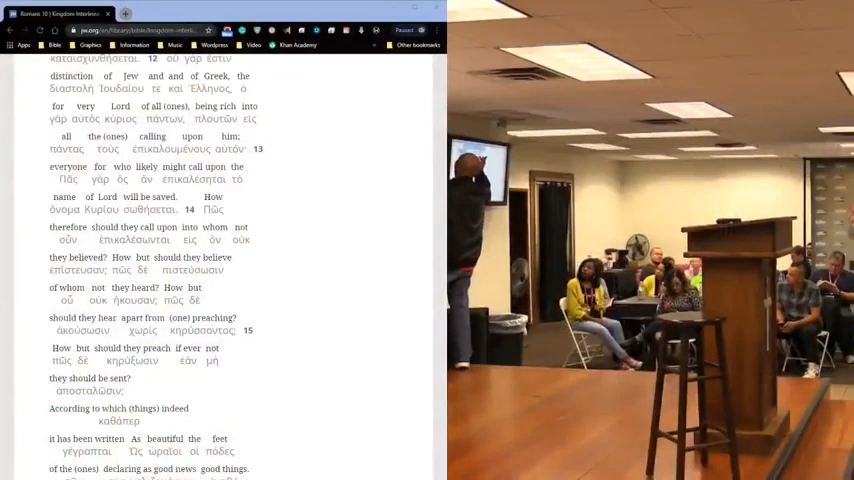 Romans 10 | Kingdom Interlinea
jw.org/en/library/bible/kingdom-interli
Paused
Apps Bible Graphics Information Music Wordpress Video Khan Academy Other bookmarks
καταισχυνθήσεται. 12 οὐ γάρ ἐστιν
distinction of Jew and and of Greek, the
διαστολὴ Ἰουδαίου τε καὶ Ἕλληνος, ὁ
for very Lord of all (ones), being rich into
γὰρ αὐτὸς κύριος πάντων, πλουτῶν εἰς
all the (ones) calling upon him;
πάντας τοὺς ἐπικαλουμένους αὐτόν· 13
everyone for who likely might call upon the
Πᾶς γὰρ ὃς ἂν ἐπικαλέσηται τὸ
name of Lord will be saved. How
ὄνομα Κυρίου σωθήσεται. 14 Πῶς
therefore should they call upon into whom not
οὖν ἐπικαλέσωνται εἰς ὃν οὐκ
they believed? How but should they believe
ἐπίστευσαν; πῶς δὲ πιστεύσωσιν
of whom not they heard? How but
οὗ οὐκ ἤκουσαν; πῶς δὲ
should they hear apart from (one) preaching?
ἀκούσωσιν χωρὶς κηρύσσοντος; 15
How but should they preach if ever not
πῶς δὲ κηρύξωσιν ἐὰν μὴ
they should be sent?
ἀποσταλῶσιν;
According to which (things) indeed
καθάπερ
it has been written As beautiful the feet
γέγραπται Ὡς ὡραῖοι οἱ πόδες
of the (ones) declaring as good news good things.